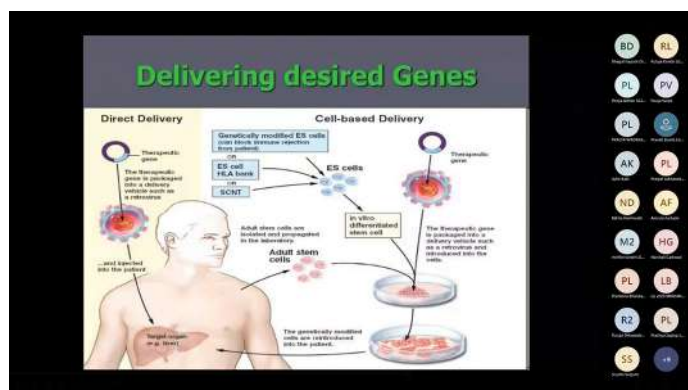 Delivering desired Genes
Direct Delivery
Cell-based Delivery
Therapeutic
gene
The therapeutic
gene is packaged
into a delivery
vehicle such as
a retrovirus
...and injected
into the patient
Target organ
(e.g. liver)
Genetically modified ES cells
(can block immune rejection
from patient)
OR
ES cell
HLA bank
OR
SCNT
ES cells
in vitro
differentiated
stem cell
Adult stem cells are
isolated and propagated
in the laboratory.
Adult stem
cells
Therapeutic
gene
The therapeutic gene
is packaged into a
delivery vehicle such
as a retrovirus and
introduced into the
cells.
The genetically modified
cells are reintroduced
into the patient.
BD
RL
PL
PV
PL
AK
PL
ND
AF
M2
HG
PL
LB
R2
PL
SS
+9